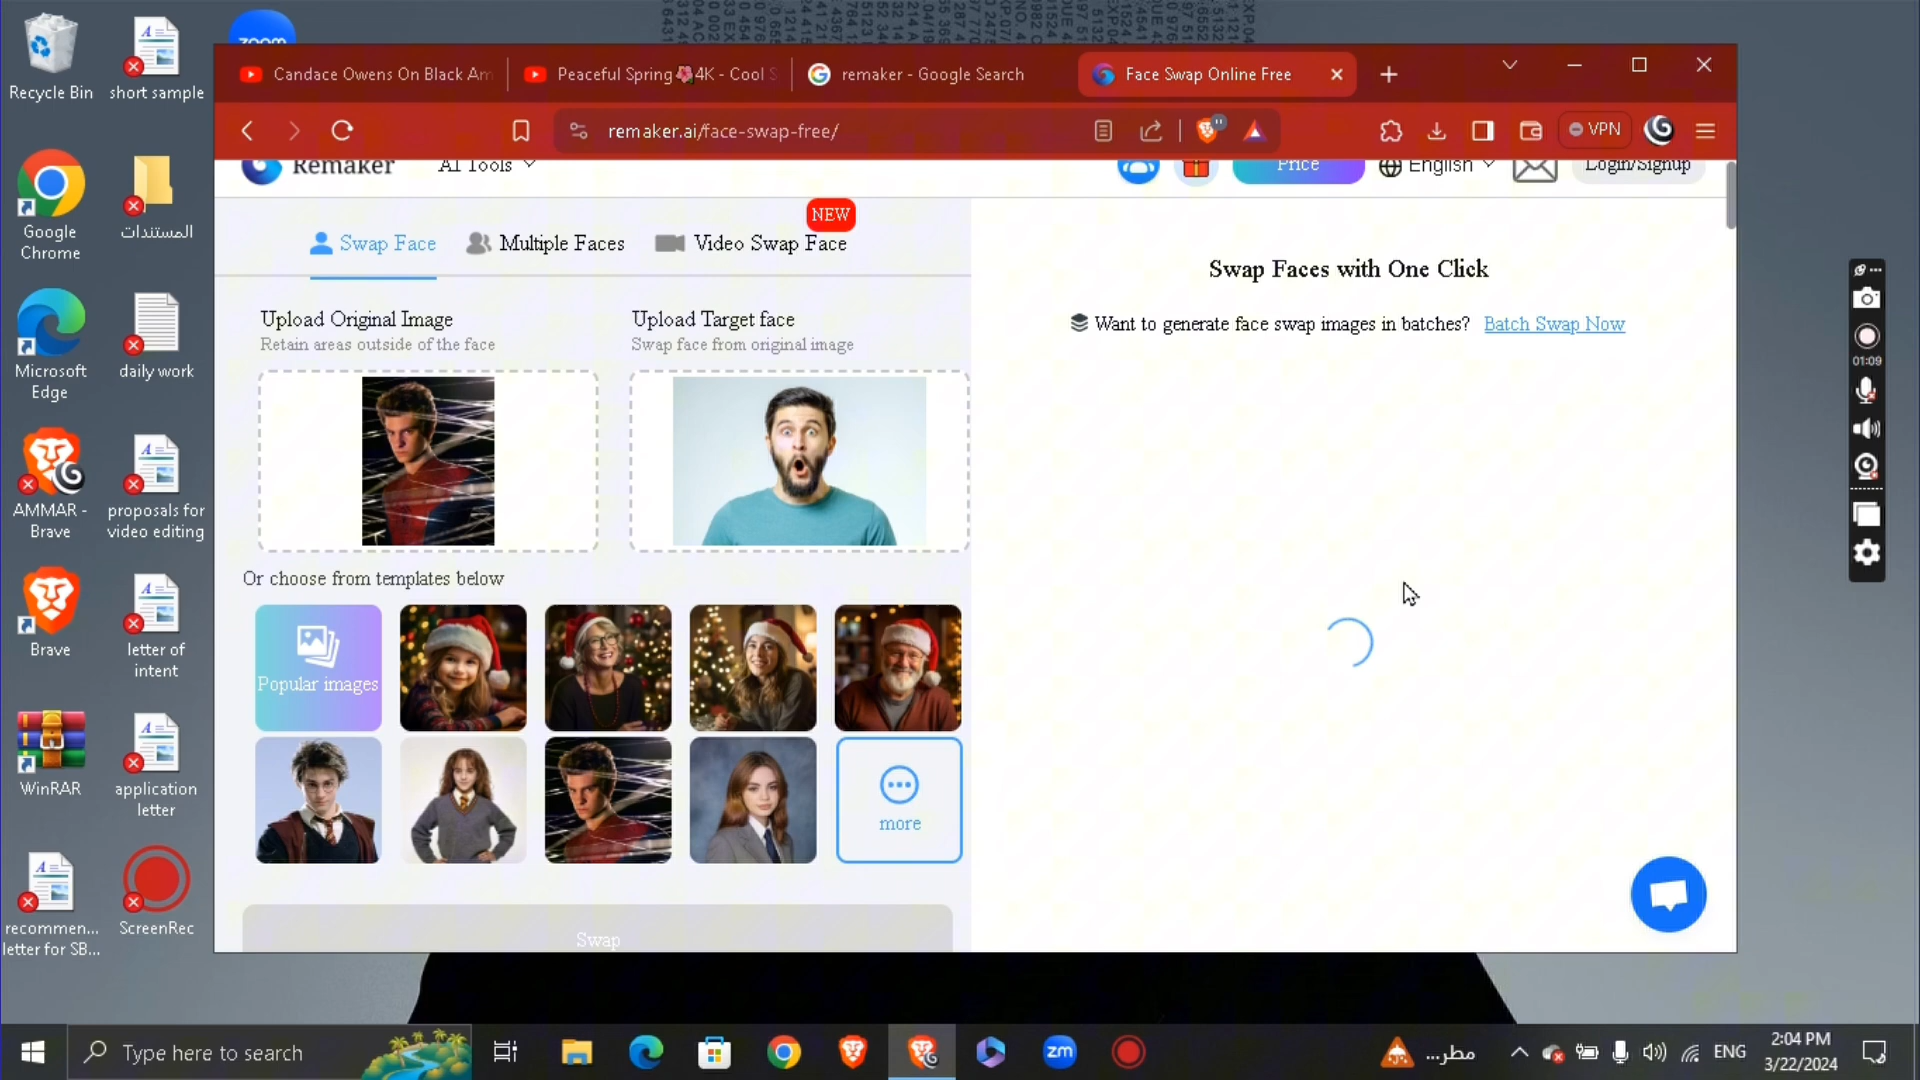 Recycle Bin
short sample
zoom
Google
Chrome
المستندات
Microsoft
Edge
daily work
AMMAR -
Brave
proposals for
video editing
Brave
letter of
intent
WinRAR
application
letter
recommen...
letter for SB...
ScreenRec
Candace Owens On Black Am
Peaceful Spring🌺4K - Cool S
remaker - Google Search
Face Swap Online Free
remaker.ai/face-swap-free/
VPN
Remaker
AI Tools
Price
English
Login/Signup
NEW
Swap Face
Multiple Faces
Video Swap Face
Upload Original Image
Retain areas outside of the face
Upload Target face
Swap face from original image
Or choose from templates below
Popular images
more
Swap
Swap Faces with One Click
Want to generate face swap images in batches? Batch Swap Now
01:09
Type here to search
zm
مطر...
ENG
2:04 PM
3/22/2024